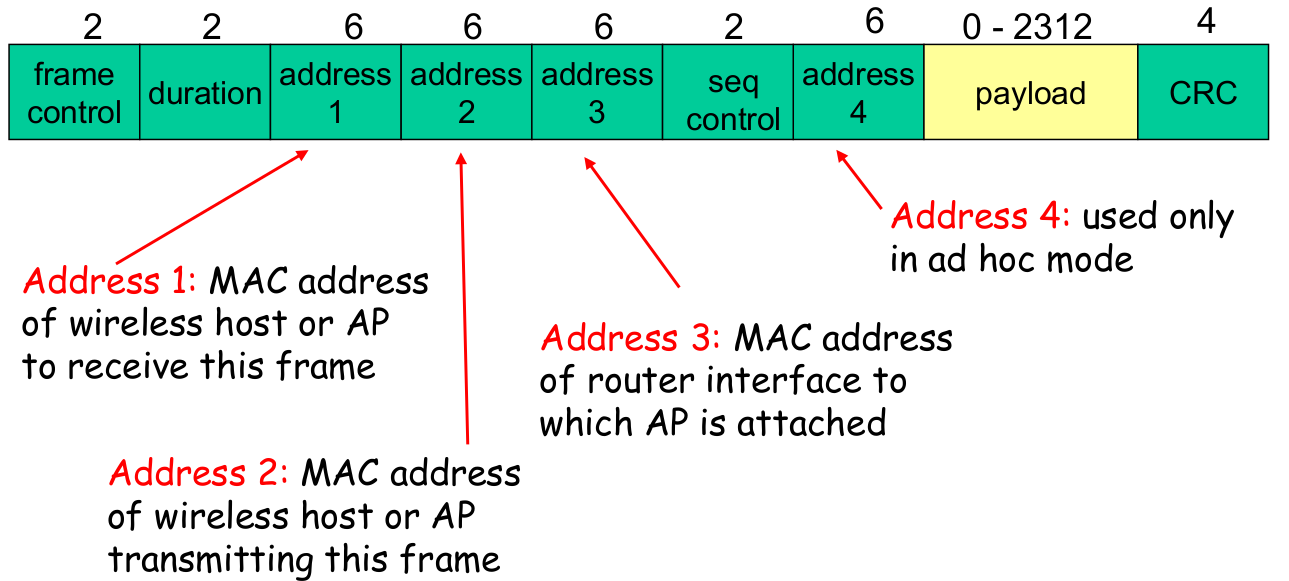 2 2 6 6 6 2 6 0 - 2312 4
frame control
duration
address 1
address 2
address 3
seq control
address 4
payload
CRC
Address 4: used only
in ad hoc mode
Address 1: MAC address
of wireless host or AP
to receive this frame
Address 3: MAC address
of router interface to
which AP is attached
Address 2: MAC address
of wireless host or AP
transmitting this frame